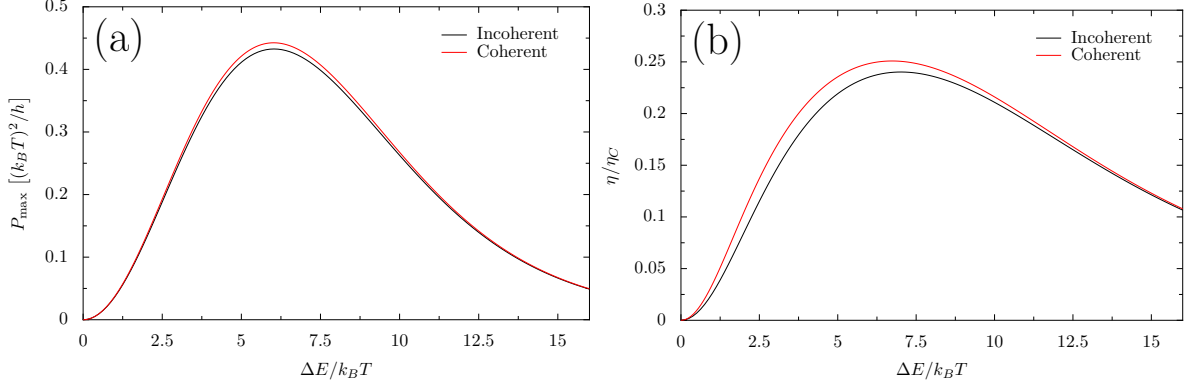 (a)
Incoherent
Coherent
P_max [(k_BT)^2/h]
0.5
0.4
0.3
0.2
0.1
0
0 2.5 5 7.5 10 12.5 15
ΔE/k_BT
(b)
Incoherent
Coherent
η/η_C
0.3
0.25
0.2
0.15
0.1
0.05
0
0 2.5 5 7.5 10 12.5 15
ΔE/k_BT